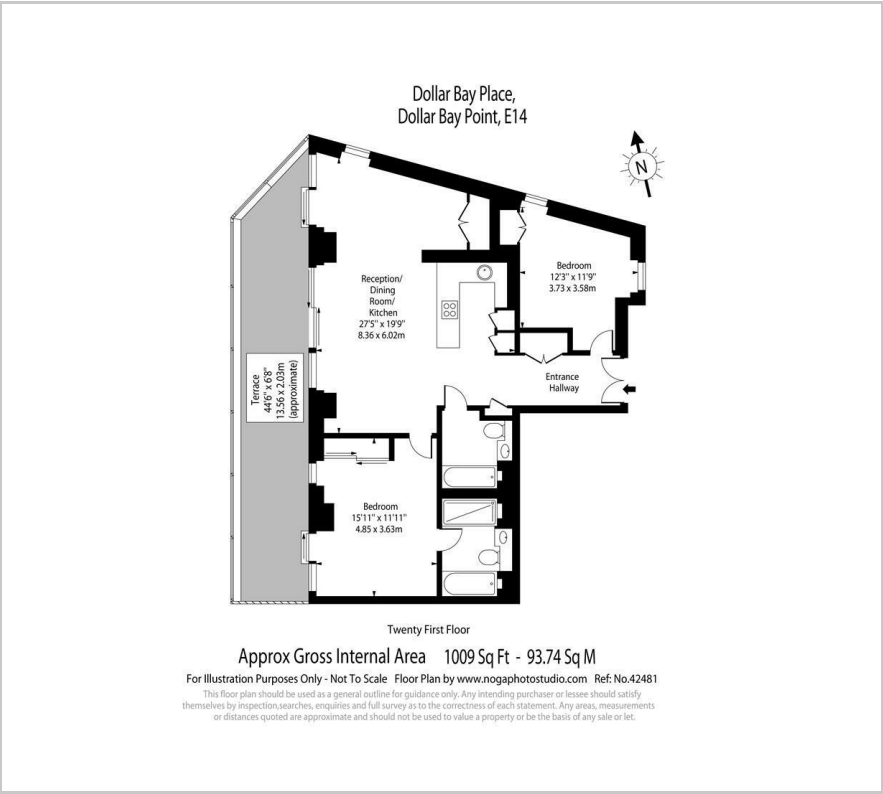 Dollar Bay Place,
Dollar Bay Point, E14
N
Bedroom
12'3" x 11'9"
3.73 x 3.58m
Reception/
Dining
Room/
Kitchen
27'5" x 19'9"
8.36 x 6.02m
Terrace
44'6" x 6'8"
13.56 x 2.03m
(approximate)
Entrance
Hallway
Bedroom
15'11" x 11'11"
4.85 x 3.63m
Twenty First Floor
Approx Gross Internal Area 1009 Sq Ft - 93.74 Sq M
For Illustration Purposes Only - Not To Scale Floor Plan by www.nogaphotostudio.com Ref: No.42481
This floor plan should be used as a general outline for guidance only. Any intending purchaser or lessee should satisfy
themselves by inspection,searches, enquiries and full survey as to the correctness of each statement. Any areas, measurements
or distances quoted are approximate and should not be used to value a property or be the basis of any sale or let.